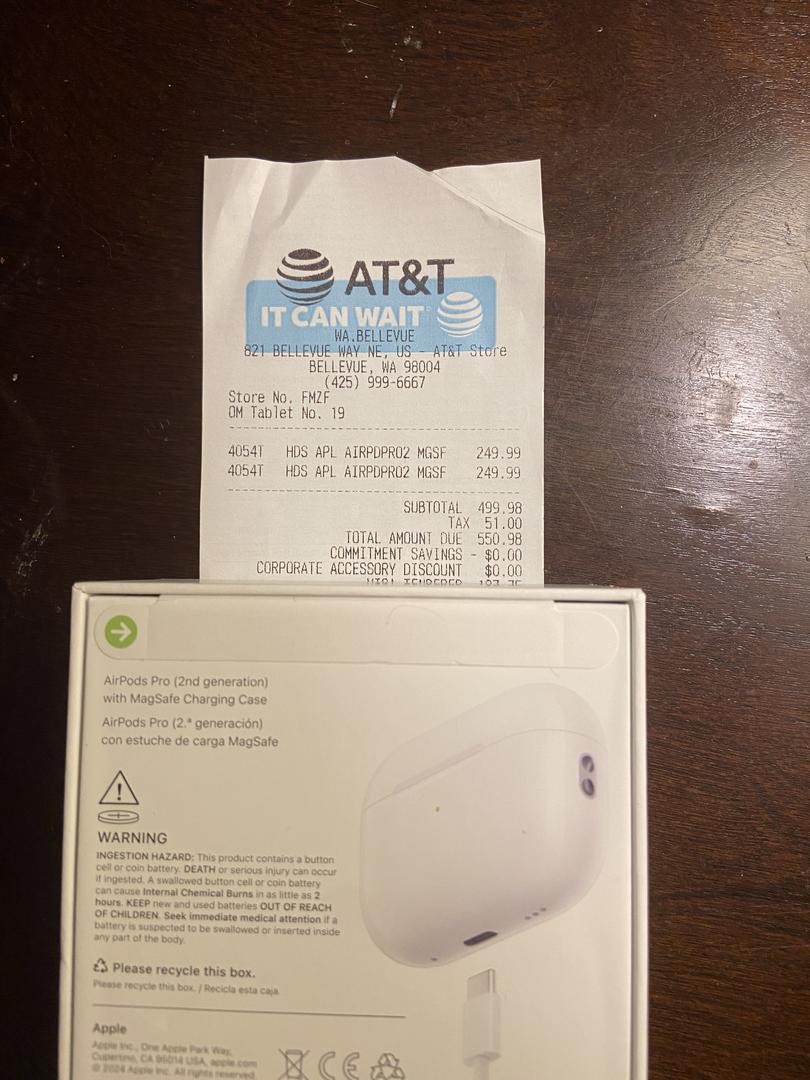 AT&T
IT CAN WAIT
WA.BELLEVUE
821 BELLEVUE WAY NE, US - AT&T Store
BELLEVUE, WA 98004
(425) 999-6667
Store No. FMZF
OM Tablet No. 19
4054T HDS APL AIRPDPRO2 MGSF 249.99
4054T HDS APL AIRPDPRO2 MGSF 249.99
SUBTOTAL 499.98
TAX 51.00
TOTAL AMOUNT DUE 550.98
COMMITMENT SAVINGS - $0.00
CORPORATE ACCESSORY DISCOUNT $0.00
AirPods Pro (2nd generation)
with MagSafe Charging Case
AirPods Pro (2.ª generación)
con estuche de carga MagSafe
WARNING
INGESTION HAZARD: This product contains a button
cell or coin battery. DEATH or serious injury can occur
if ingested. A swallowed button cell or coin battery
can cause Internal Chemical Burns in as little as 2
hours. KEEP new and used batteries OUT OF REACH
OF CHILDREN. Seek immediate medical attention if a
battery is suspected to be swallowed or inserted inside
any part of the body.
Please recycle this box.
Please recycle this box. / Recicla esta caja.
Apple
Apple Inc., One Apple Park Way,
Cupertino, CA 95014 USA, apple.com
© 2024 Apple Inc. All rights reserved.
CE